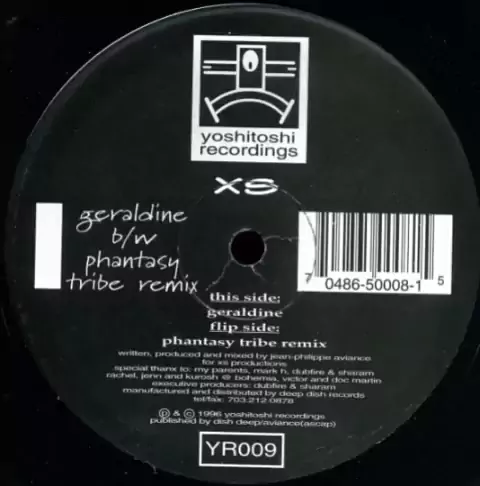 yoshitoshi
recordings
xs
geraldine
b/w
phantasy
tribe remix
7 0486-50008-1 5
this side:
geraldine
flip side:
phantasy tribe remix
written, produced and mixed by jean-philippe aviance
for xs productions
special thanx to: my parents, mark h, dubfire & sharam
rachel, jenn and kurosh @ bohemia, victor and doc martin
executive producers: dubfire & sharam
manufactured and distributed by deep dish records
tel/fax: 703.212.0878
℗ & © 1996 yoshitoshi recordings
published by dish deep/aviance(ascap)
YR009